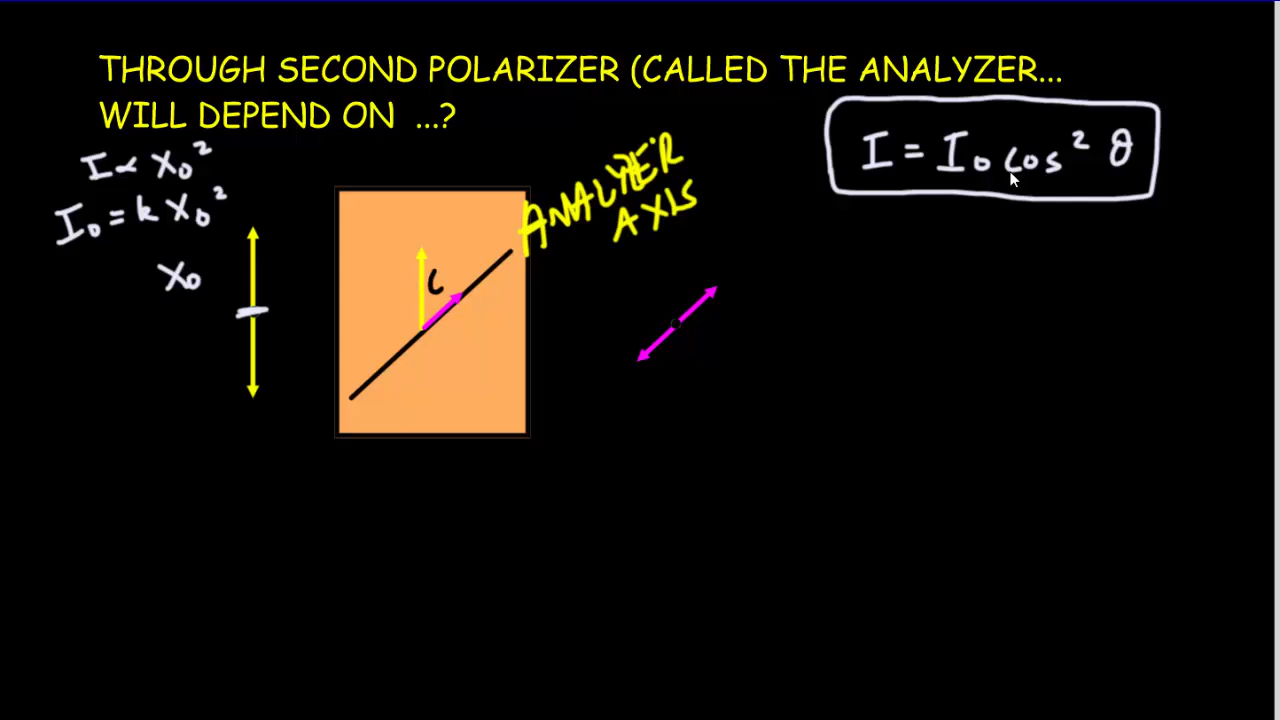 THROUGH SECOND POLARIZER (CALLED THE ANALYZER...
WILL DEPEND ON ...?
I ∝ X₀²
I₀ = k X₀²
X₀
ANALYZER
AXIS
I = I₀ cos² θ